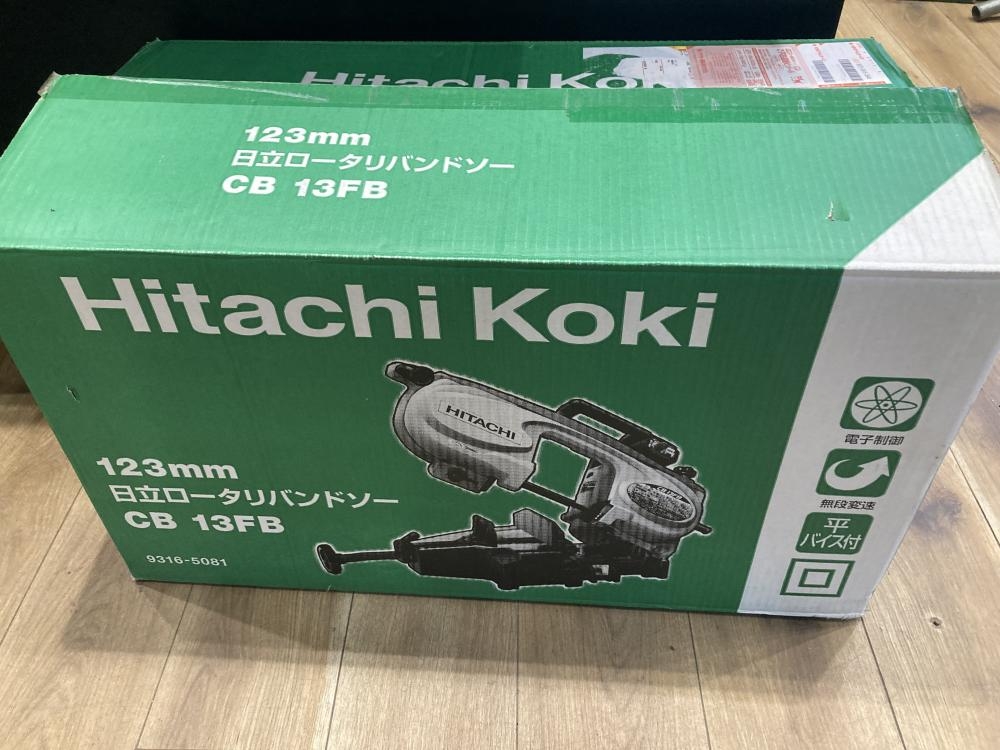 Hitachi Koki
123mm
日立ロータリバンドソー
CB 13FB
Hitachi Koki
HITACHI
123mm
日立ロータリバンドソー
CB 13FB
9316-5081
電子制御
無段変速
平
バイス付